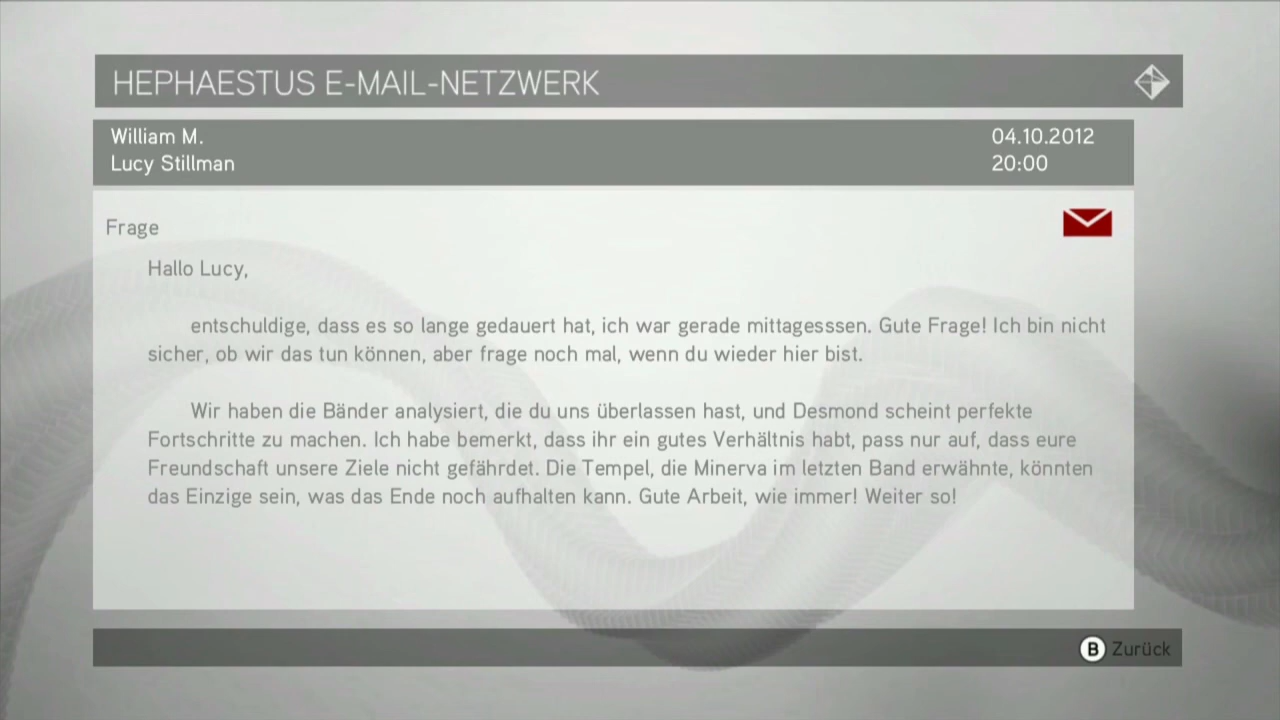 HEPHAESTUS E-MAIL-NETZWERK
William M. 04.10.2012
Lucy Stillman 20:00
Frage
Hallo Lucy,
entschuldige, dass es so lange gedauert hat, ich war gerade mittagesssen. Gute Frage! Ich bin nicht
sicher, ob wir das tun können, aber frage noch mal, wenn du wieder hier bist.
Wir haben die Bänder analysiert, die du uns überlassen hast, und Desmond scheint perfekte
Fortschritte zu machen. Ich habe bemerkt, dass ihr ein gutes Verhältnis habt, pass nur auf, dass eure
Freundschaft unsere Ziele nicht gefährdet. Die Tempel, die Minerva im letzten Band erwähnte, könnten
das Einzige sein, was das Ende noch aufhalten kann. Gute Arbeit, wie immer! Weiter so!
B Zurück